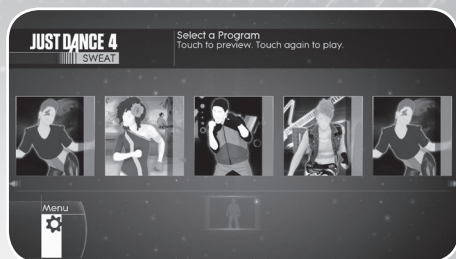 JUST DANCE 4
SWEAT
Select a Program
Touch to preview. Touch again to play.
Menu